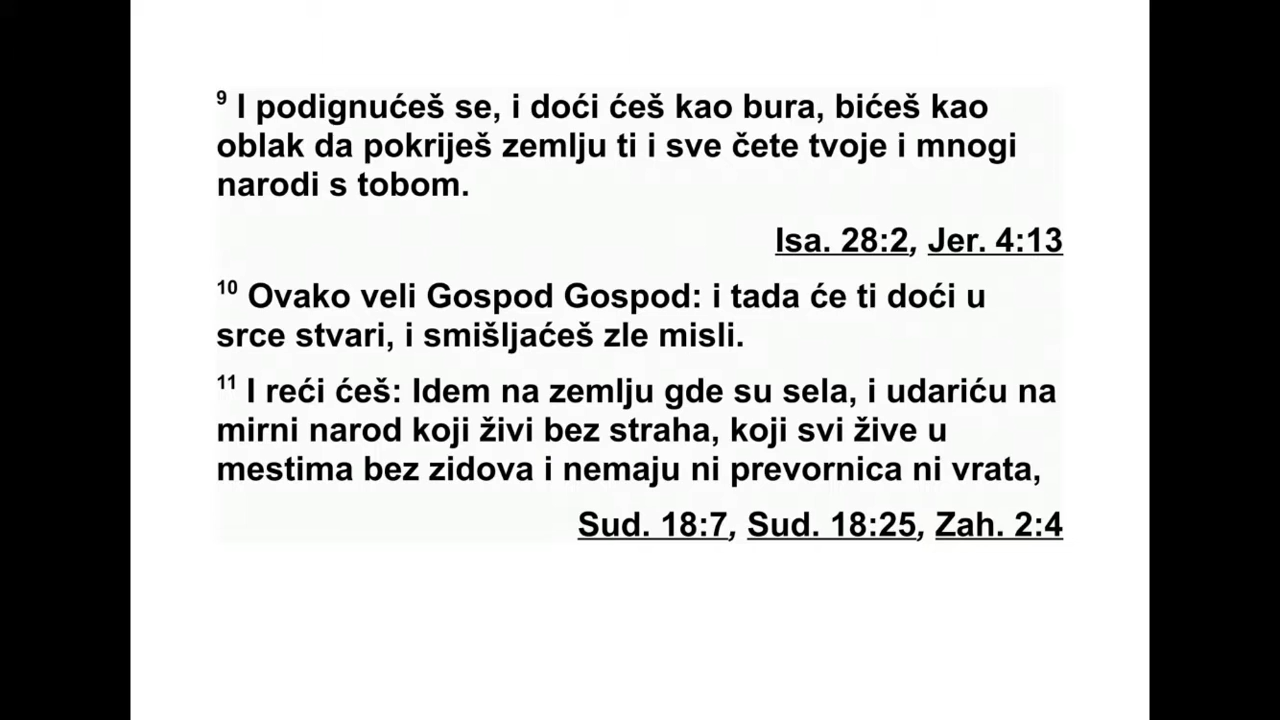 9 I podignućeš se, i doći ćeš kao bura, bićeš kao
oblak da pokriješ zemlju ti i sve čete tvoje i mnogi
narodi s tobom.
Isa. 28:2, Jer. 4:13
10 Ovako veli Gospod Gospod: i tada će ti doći u
srce stvari, i smišljaćeš zle misli.
11 I reći ćeš: Idem na zemlju gde su sela, i udariću na
mirni narod koji živi bez straha, koji svi žive u
mestima bez zidova i nemaju ni prevornica ni vrata,
Sud. 18:7, Sud. 18:25, Zah. 2:4